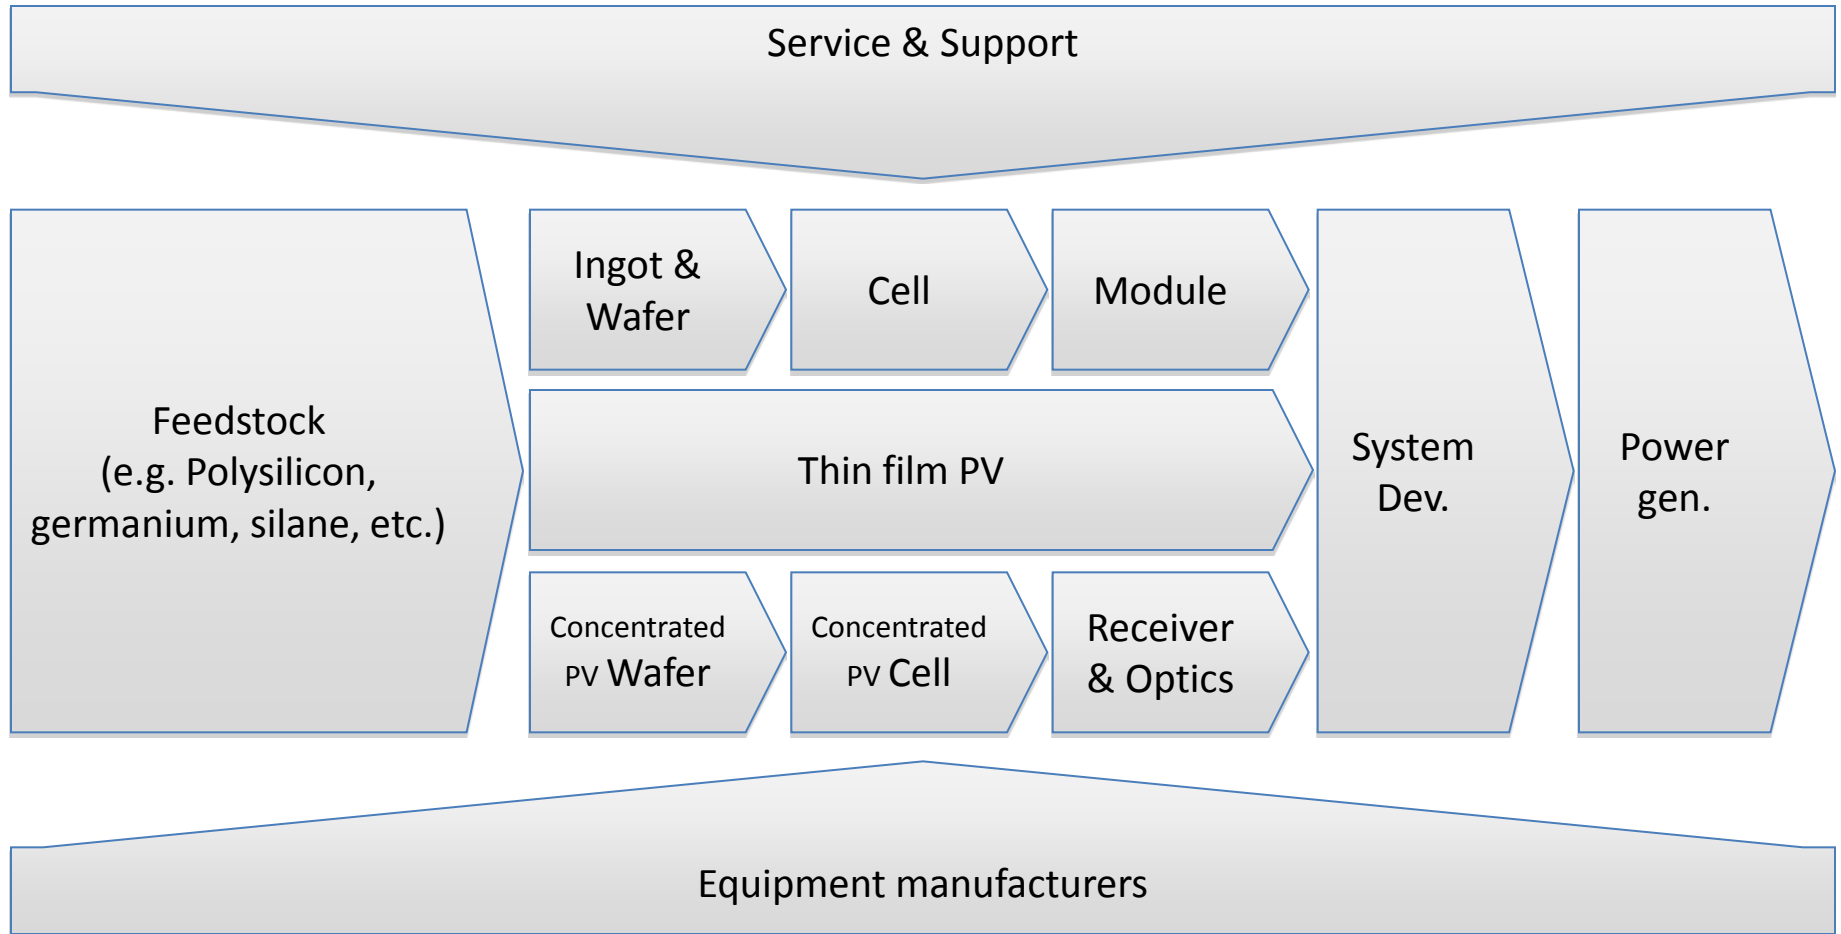 Service & Support
Feedstock
(e.g. Polysilicon,
germanium, silane, etc.)
Ingot &
Wafer
Cell
Module
Thin film PV
Concentrated
PV Wafer
Concentrated
PV Cell
Receiver
& Optics
System
Dev.
Power
gen.
Equipment manufacturers